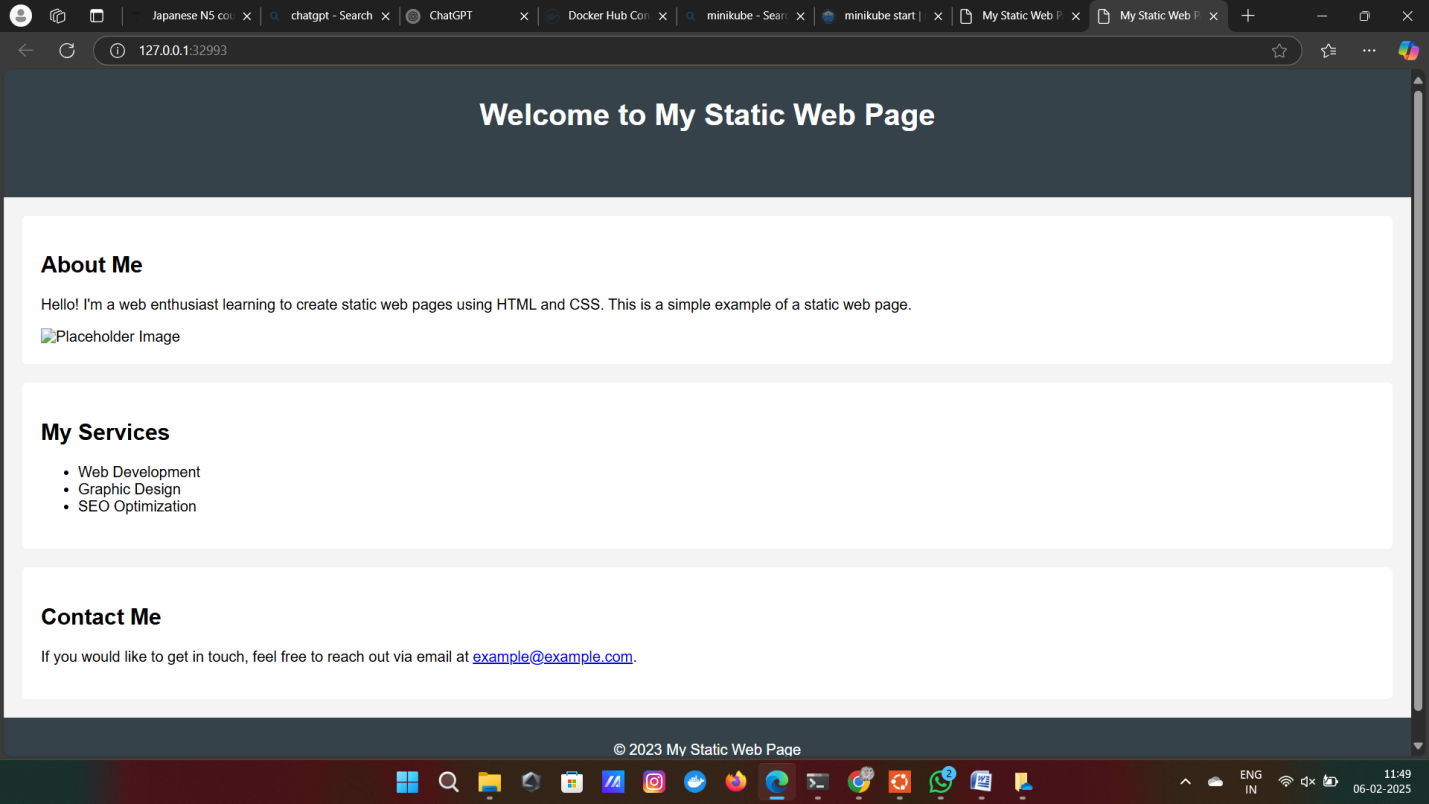 Japanese N5 cou
chatgpt - Search
ChatGPT
Docker Hub Con
minikube - Sear
minikube start |
My Static Web P
My Static Web P
127.0.0.1:32993
Welcome to My Static Web Page
About Me
Hello! I'm a web enthusiast learning to create static web pages using HTML and CSS. This is a simple example of a static web page.
Placeholder Image
My Services
• Web Development
• Graphic Design
• SEO Optimization
Contact Me
If you would like to get in touch, feel free to reach out via email at example@example.com.
© 2023 My Static Web Page
2
ENG
IN
11:49
06-02-2025